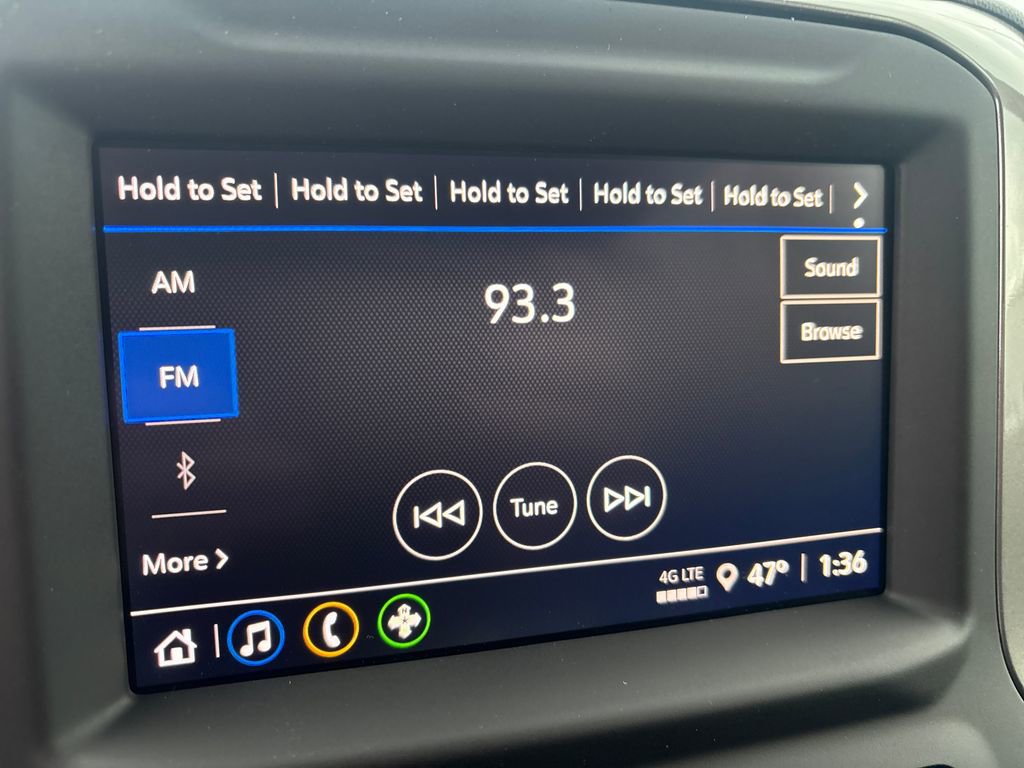 Hold to Set | Hold to Set | Hold to Set | Hold to Set | Hold to Set |
AM
93.3
Sound
Browse
FM
Tune
More
4G LTE
47° | 1:36